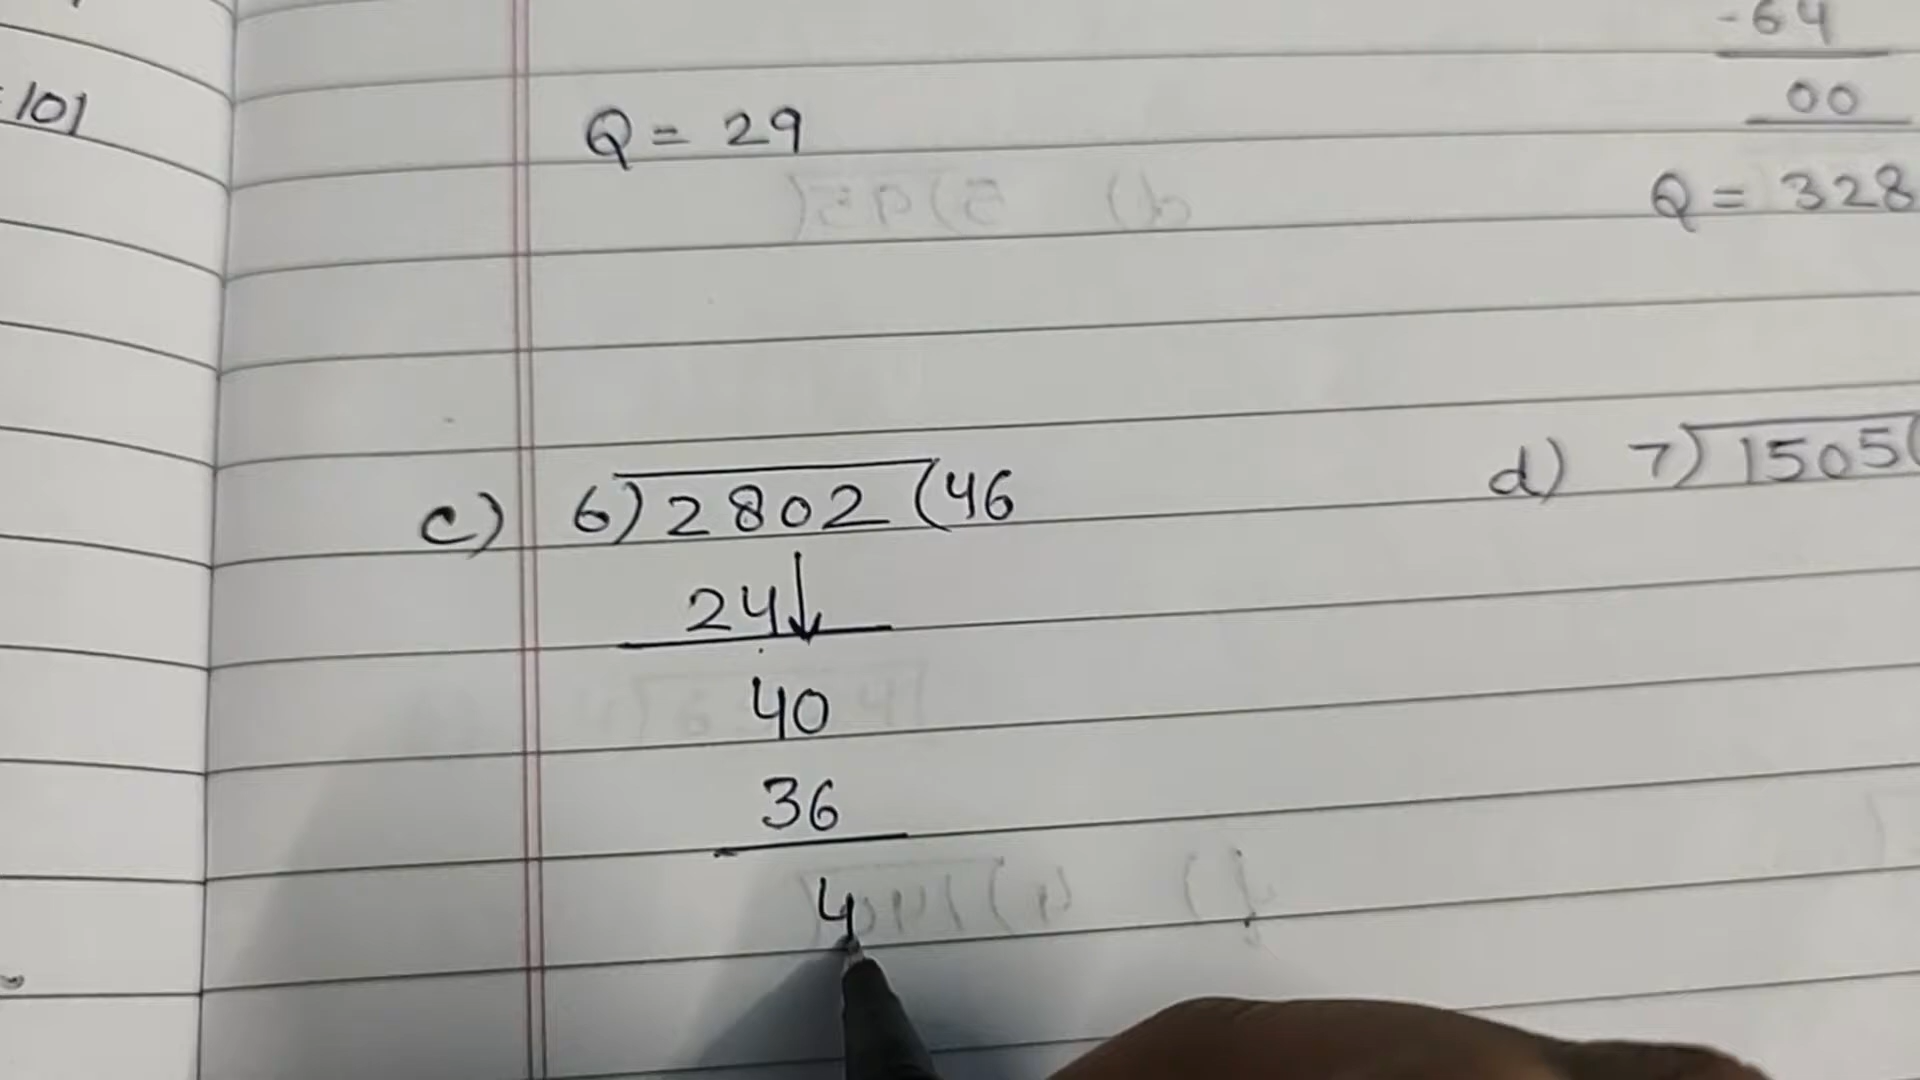 101
-64
00
Q = 29
Q = 328
c) 6)2802(46
24
40
36
4
d) 7)1505(